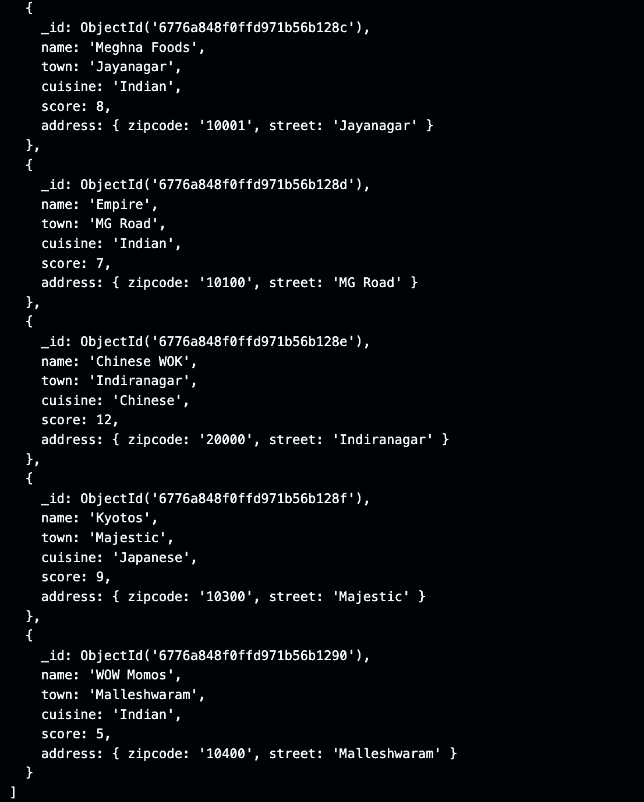 {
_id: ObjectId('6776a848f0ffd971b56b128c'),
name: 'Meghna Foods',
town: 'Jayanagar',
cuisine: 'Indian',
score: 8,
address: { zipcode: '10001', street: 'Jayanagar' }
},
{
_id: ObjectId('6776a848f0ffd971b56b128d'),
name: 'Empire',
town: 'MG Road',
cuisine: 'Indian',
score: 7,
address: { zipcode: '10100', street: 'MG Road' }
},
{
_id: ObjectId('6776a848f0ffd971b56b128e'),
name: 'Chinese WOK',
town: 'Indiranagar',
cuisine: 'Chinese',
score: 12,
address: { zipcode: '20000', street: 'Indiranagar' }
},
{
_id: ObjectId('6776a848f0ffd971b56b128f'),
name: 'Kyotos',
town: 'Majestic',
cuisine: 'Japanese',
score: 9,
address: { zipcode: '10300', street: 'Majestic' }
},
{
_id: ObjectId('6776a848f0ffd971b56b1290'),
name: 'WOW Momos',
town: 'Malleshwaram',
cuisine: 'Indian',
score: 5,
address: { zipcode: '10400', street: 'Malleshwaram' }
}
]